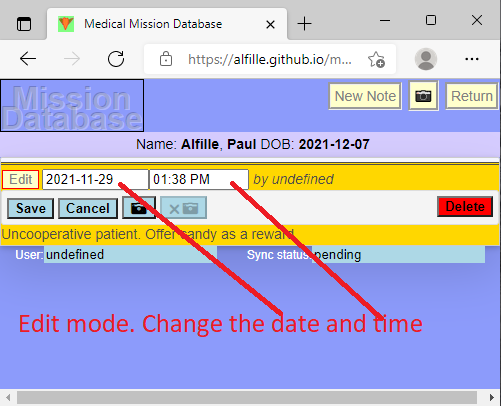 Medical Mission Database
https://alfille.github.io/m...
Mission
Database
New Note
Return
Name: Alfille, Paul DOB: 2021-12-07
Edit 2021-11-29 01:38 PM by undefined
Save Cancel Delete
Uncooperative patient. Offer candy as a reward
User: undefined Sync status: pending
Edit mode. Change the date and time